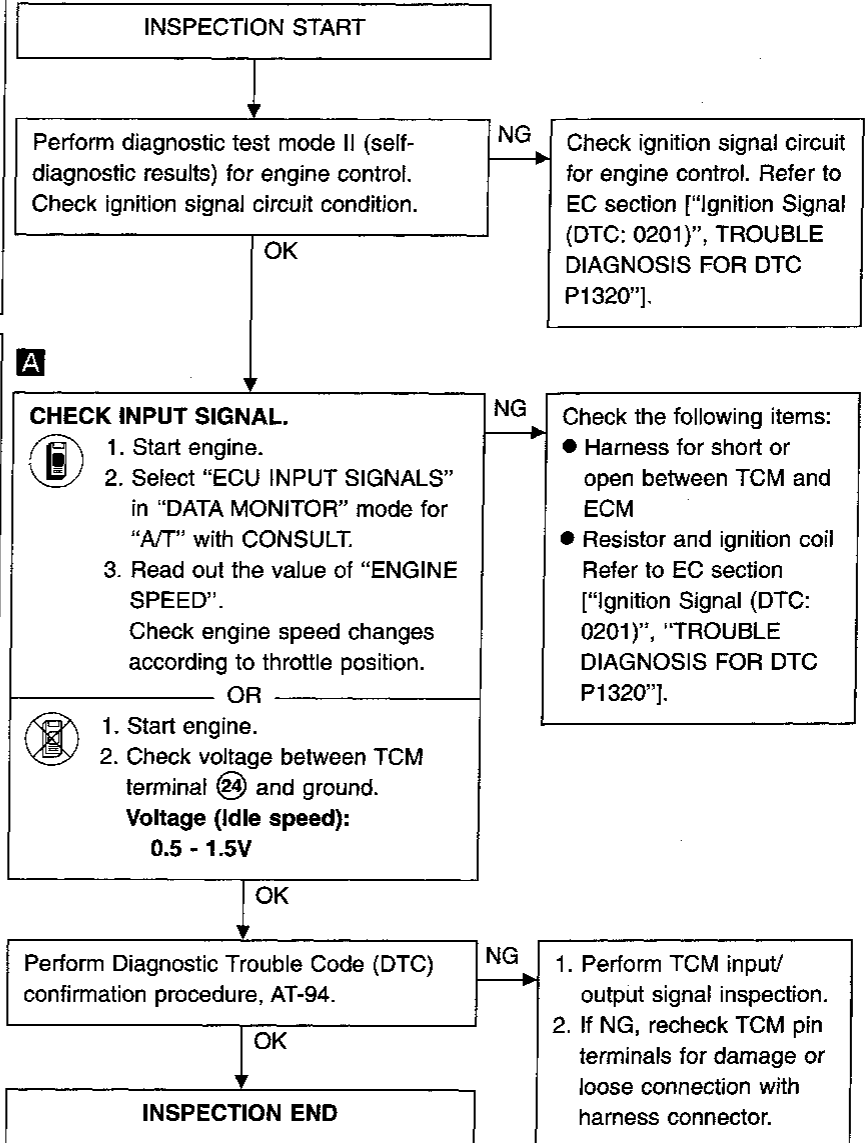 INSPECTION START
Perform diagnostic test mode II (self-
diagnostic results) for engine control.
Check ignition signal circuit condition.
NG
Check ignition signal circuit
for engine control. Refer to
EC section ["Ignition Signal
(DTC: 0201)", TROUBLE
DIAGNOSIS FOR DTC
P1320"].
OK
A
CHECK INPUT SIGNAL.
1. Start engine.
2. Select "ECU INPUT SIGNALS"
in "DATA MONITOR" mode for
"A/T" with CONSULT.
3. Read out the value of "ENGINE
SPEED".
Check engine speed changes
according to throttle position.
OR
1. Start engine.
2. Check voltage between TCM
terminal 24 and ground.
Voltage (Idle speed):
0.5 - 1.5V
NG
Check the following items:
● Harness for short or
open between TCM and
ECM
● Resistor and ignition coil
Refer to EC section
["Ignition Signal (DTC:
0201)", "TROUBLE
DIAGNOSIS FOR DTC
P1320"].
OK
Perform Diagnostic Trouble Code (DTC)
confirmation procedure, AT-94.
NG
1. Perform TCM input/
output signal inspection.
2. If NG, recheck TCM pin
terminals for damage or
loose connection with
harness connector.
OK
INSPECTION END